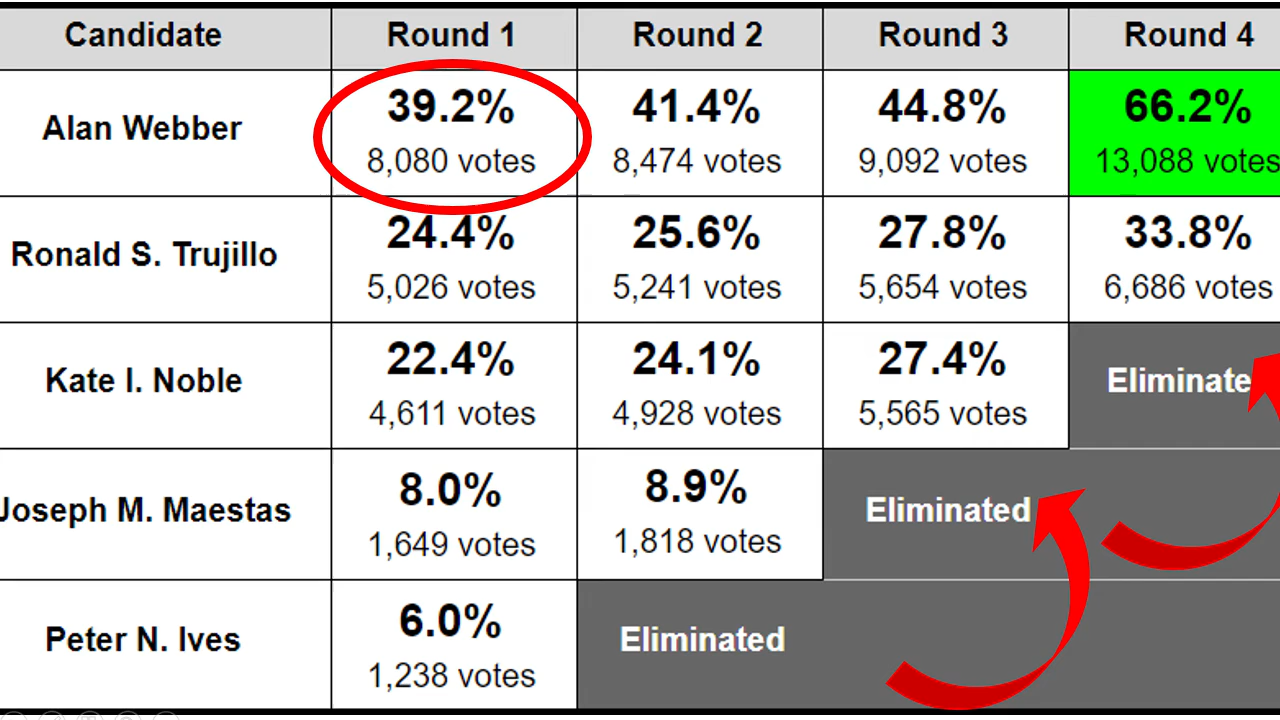 Candidate Round 1 Round 2 Round 3 Round 4
39.2% 41.4% 44.8% 66.2%
Alan Webber
8,080 votes 8,474 votes 9,092 votes 13,088 votes
24.4% 25.6% 27.8% 33.8%
Ronald S. Trujillo
5,026 votes 5,241 votes 5,654 votes 6,686 votes
22.4% 24.1% 27.4%
Kate I. Noble Eliminate
4,611 votes 4,928 votes 5,565 votes
8.0% 8.9%
Joseph M. Maestas Eliminated
1,649 votes 1,818 votes
6.0%
Peter N. Ives Eliminated
1,238 votes